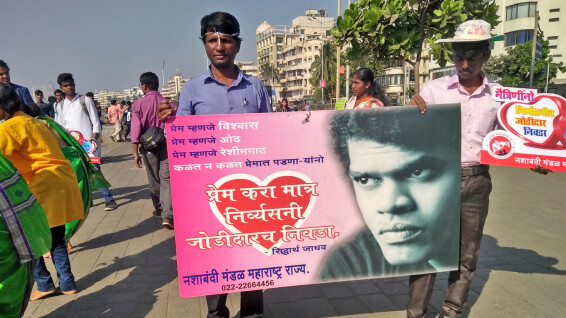 प्रेम म्हणजे विश्वास
प्रेम म्हणजे ओढ
प्रेम म्हणजे रेशीमगाठ
कळत न कळत प्रेमात पडणा-यांनो
प्रेम करा मात्र
निर्व्यसनी
जोडीदारच निवडा.
- सिद्धार्थ जाधव
नशाबंदी मंडळ महाराष्ट्र राज्य.
022-22664456
मैत्रिणींनो
निर्व्यसनीच
जोडीदार
निवडा
नशाबंदी मंडळ म